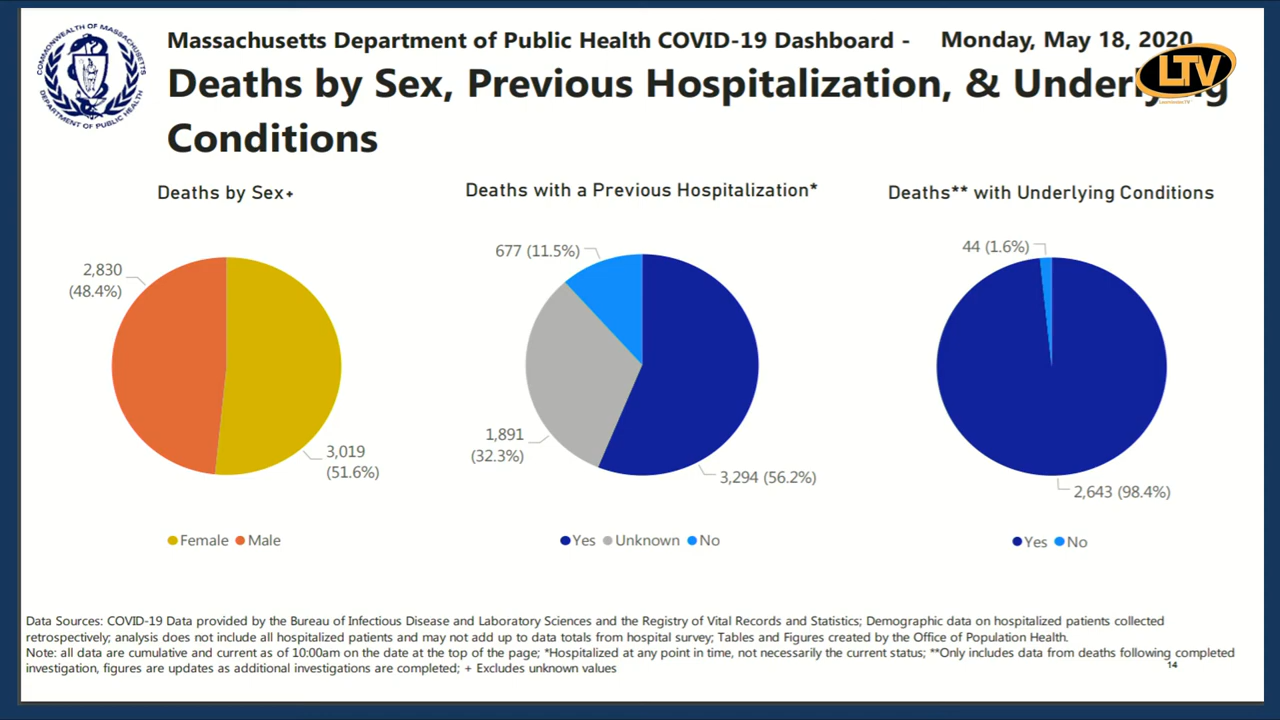 COMMONWEALTH OF MASSACHUSETTS
DEPARTMENT OF PUBLIC HEALTH
Massachusetts Department of Public Health COVID-19 Dashboard - Monday, May 18, 2020
LTV
Deaths by Sex, Previous Hospitalization, & Underlying
Conditions
Deaths by Sex+
2,830
(48.4%)
3,019
(51.6%)
Female Male
Deaths with a Previous Hospitalization*
677 (11.5%)
1,891
(32.3%)
3,294 (56.2%)
Yes Unknown No
Deaths** with Underlying Conditions
44 (1.6%)
2,643 (98.4%)
Yes No
Data Sources: COVID-19 Data provided by the Bureau of Infectious Disease and Laboratory Sciences and the Registry of Vital Records and Statistics; Demographic data on hospitalized patients collected
retrospectively; analysis does not include all hospitalized patients and may not add up to data totals from hospital survey; Tables and Figures created by the Office of Population Health.
Note: all data are cumulative and current as of 10:00am on the date at the top of the page; *Hospitalized at any point in time, not necessarily the current status; **Only includes data from deaths following completed
investigation, figures are updates as additional investigations are completed; + Excludes unknown values
14